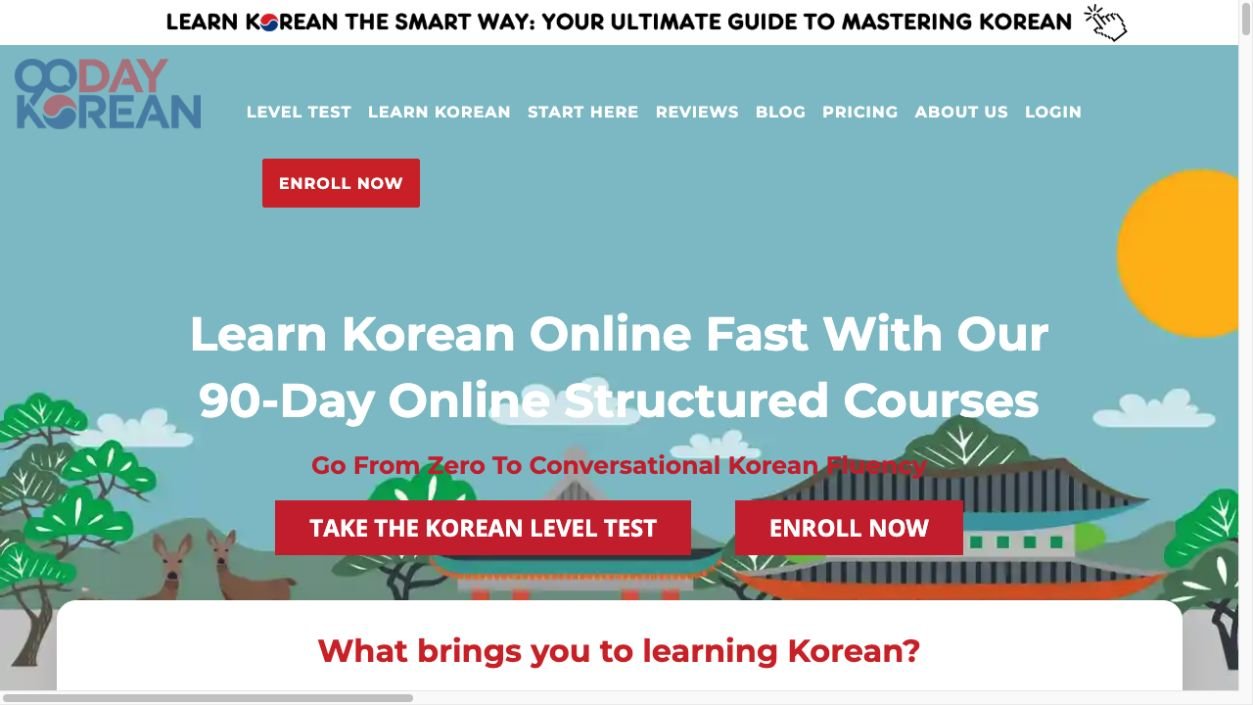 LEARN KOREAN THE SMART WAY: YOUR ULTIMATE GUIDE TO MASTERING KOREAN
90DAY
KOREAN
LEVEL TEST LEARN KOREAN START HERE REVIEWS BLOG PRICING ABOUT US LOGIN
ENROLL NOW
Learn Korean Online Fast With Our
90-Day Online Structured Courses
Go From Zero To Conversational Korean Fluency
TAKE THE KOREAN LEVEL TEST ENROLL NOW
What brings you to learning Korean?